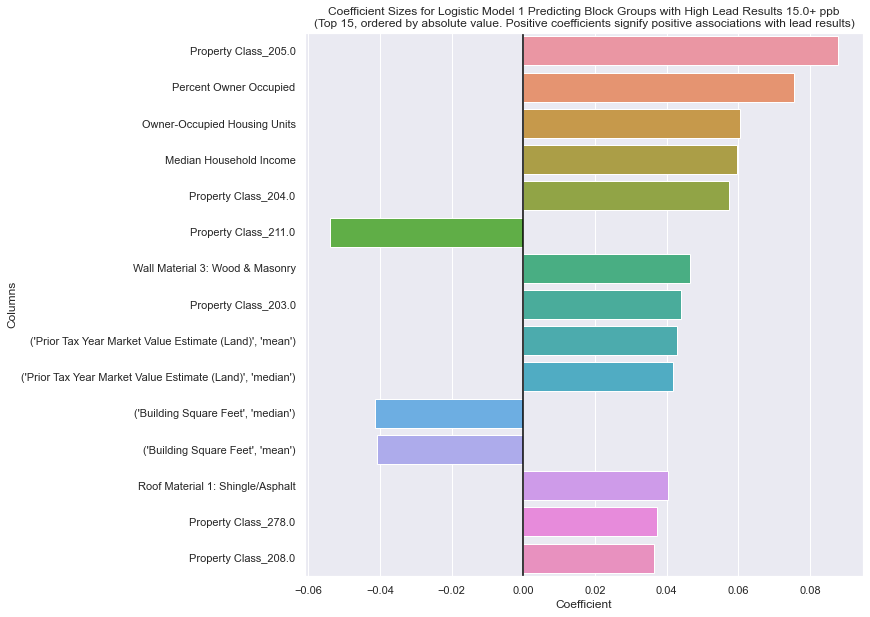 Coefficient Sizes for Logistic Model 1 Predicting Block Groups with High Lead Results 15.0+ ppb
(Top 15, ordered by absolute value. Positive coefficients signify positive associations with lead results)
Columns
Property Class_205.0
Percent Owner Occupied
Owner-Occupied Housing Units
Median Household Income
Property Class_204.0
Property Class_211.0
Wall Material 3: Wood & Masonry
Property Class_203.0
('Prior Tax Year Market Value Estimate (Land)', 'mean')
('Prior Tax Year Market Value Estimate (Land)', 'median')
('Building Square Feet', 'median')
('Building Square Feet', 'mean')
Roof Material 1: Shingle/Asphalt
Property Class_278.0
Property Class_208.0
−0.06 −0.04 −0.02 0.00 0.02 0.04 0.06 0.08
Coefficient